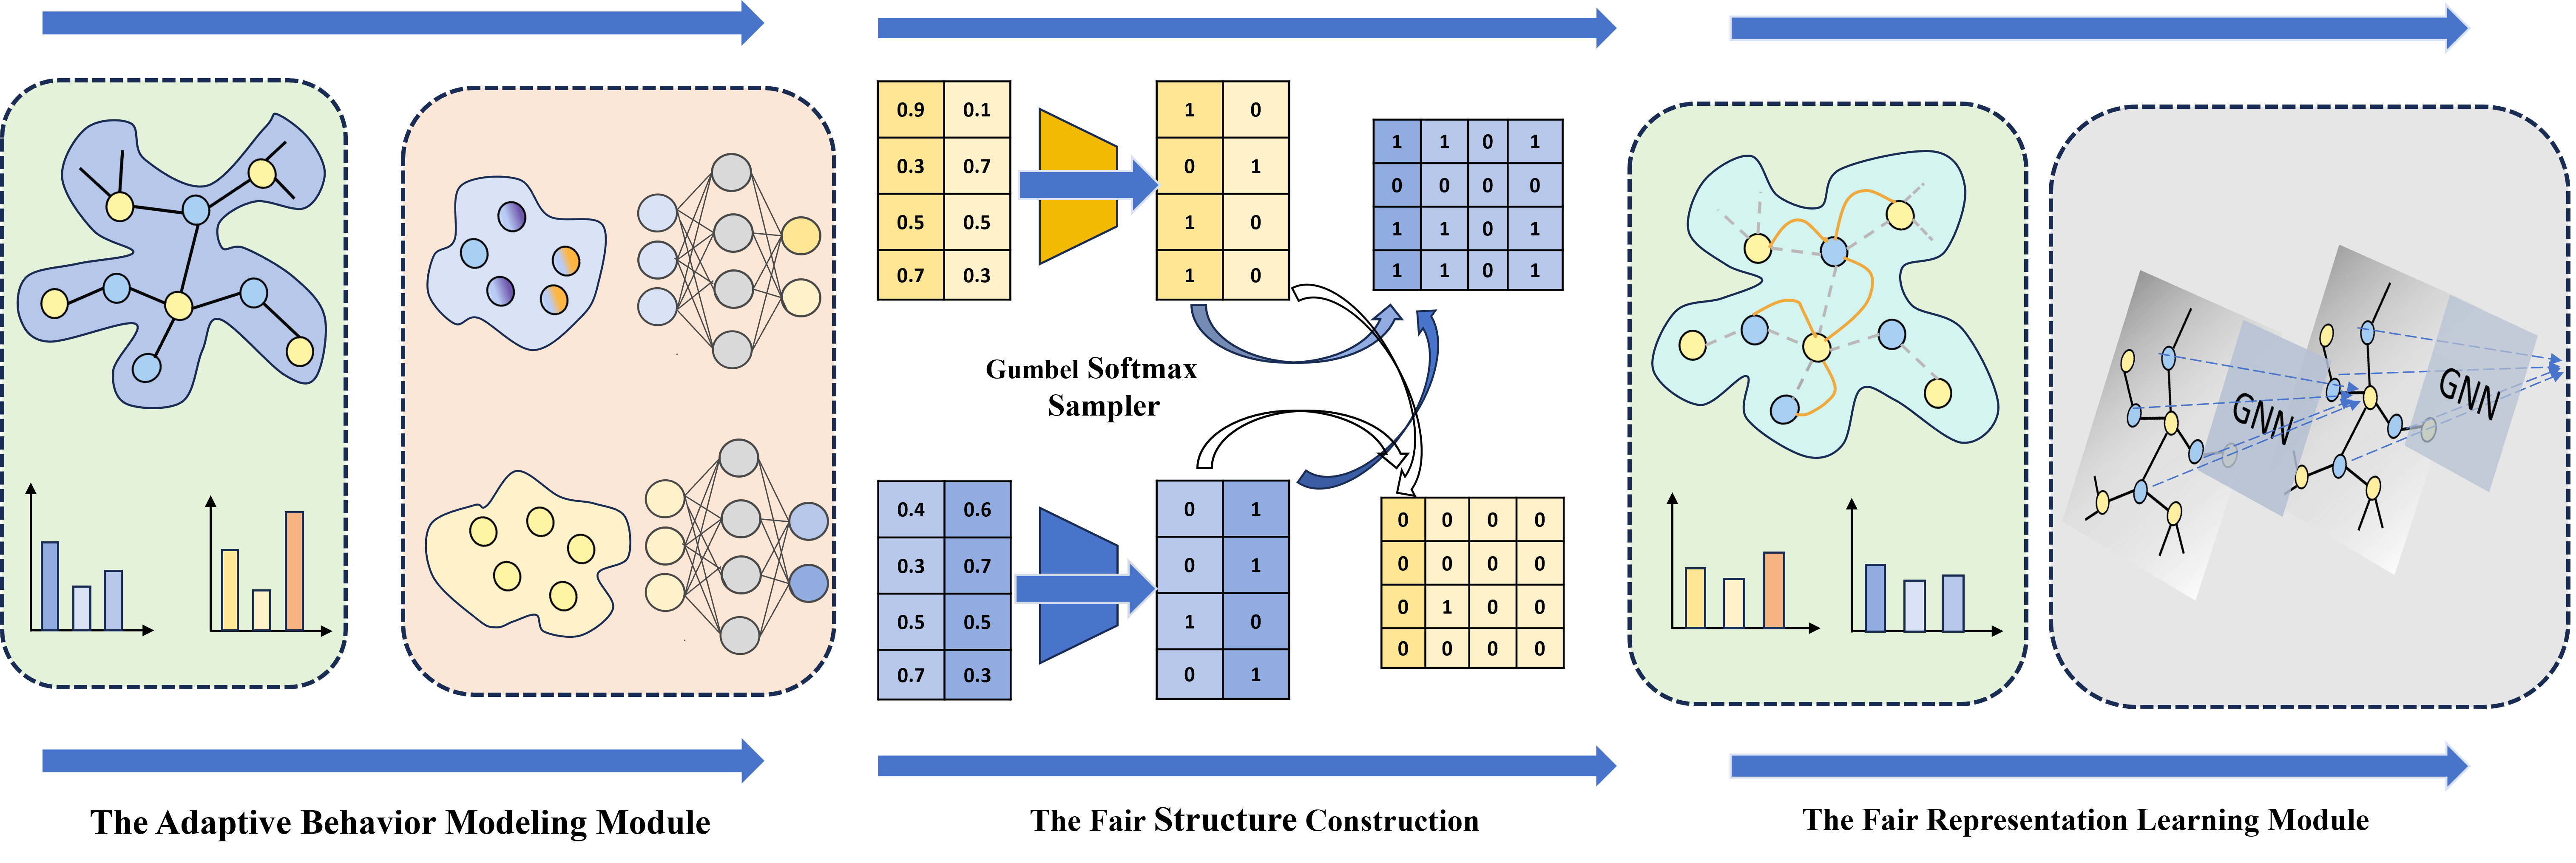 0.9 0.1
0.3 0.7
0.5 0.5
0.7 0.3
1 0
0 1
1 0
1 0
1 1 0 1
0 0 0 0
1 1 0 1
1 1 0 1
Gumbel Softmax
Sampler
0.4 0.6
0.3 0.7
0.5 0.5
0.7 0.3
0 1
0 1
1 0
0 1
0 0 0 0
0 0 0 0
0 1 0 0
0 0 0 0
GNN
GNN
The Adaptive Behavior Modeling Module
The Fair Structure Construction
The Fair Representation Learning Module